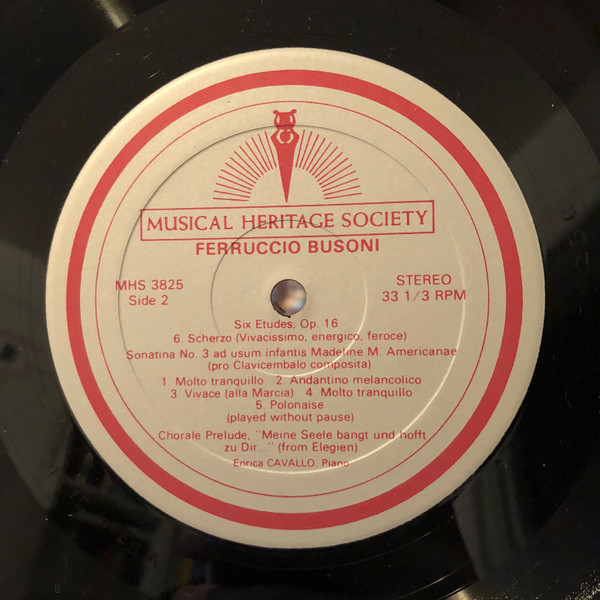 MUSICAL HERITAGE SOCIETY
FERRUCCIO BUSONI
MHS 3825
Side 2
STEREO
33 1/3 RPM
Six Etudes, Op. 16
6. Scherzo (Vivacissimo, energico, feroce)
Sonatina No. 3 ad usum infantis Madeline M. Americanae
(pro Clavicembalo composita)
1. Molto tranquillo 2. Andantino melancolico
3. Vivace (alla Marcia) 4. Molto tranquillo
5. Polonaise
(played without pause)
Chorale Prelude, "Meine Seele bangt und hofft
zu Dir..." (from Elegien)
Enrica CAVALLO, Piano